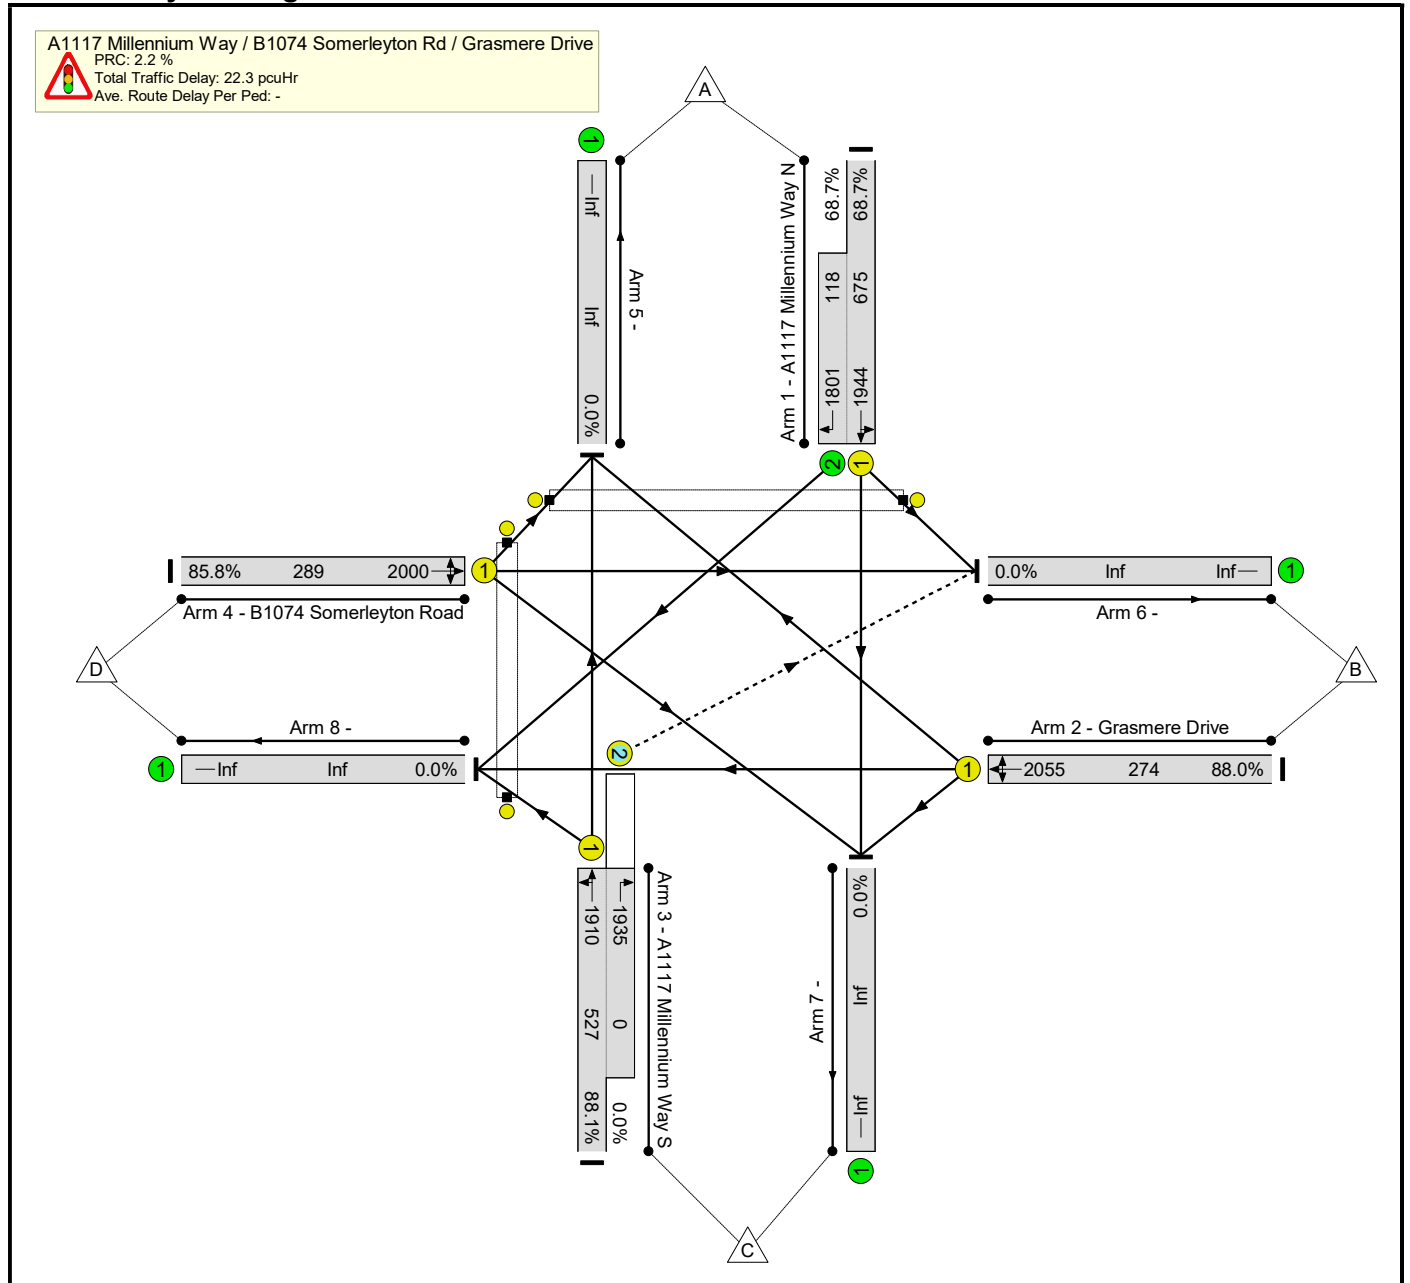 A1117 Millennium Way / B1074 Somerleyton Rd / Grasmere Drive
PRC: 2.2 %
Total Traffic Delay: 22.3 pcuHr
Ave. Route Delay Per Ped: -
A
1
Inf
Inf
0.0%
Arm 5 -
Arm 1 - A1117 Millennium Way N
68.7%
118
1801
68.7%
675
1944
2
1
85.8%
289
2000
1
Arm 4 - B1074 Somerleyton Road
0.0%
Inf
Inf
1
Arm 6 -
D
B
Arm 8 -
1
Inf
Inf
0.0%
2
Arm 2 - Grasmere Drive
1
2055
274
88.0%
1
1910
527
88.1%
1935
0
0.0%
Arm 3 - A1117 Millennium Way S
Arm 7 -
0.0%
Inf
Inf
1
C